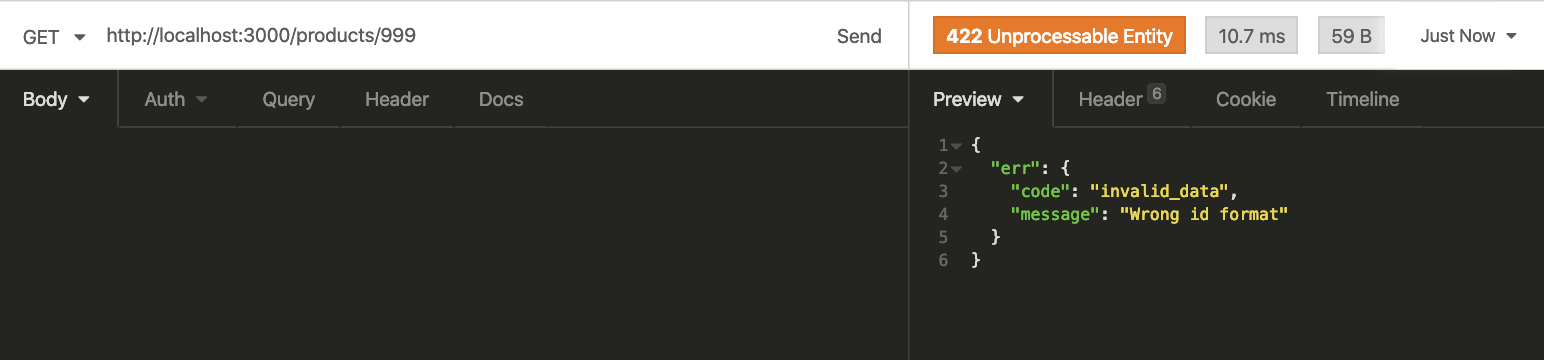 GET http://localhost:3000/products/999 Send 422 Unprocessable Entity 10.7 ms 59 B Just Now
Body Auth Query Header Docs Preview Header 6 Cookie Timeline
1 {
2 "err": {
3 "code": "invalid_data",
4 "message": "Wrong id format"
5 }
6 }